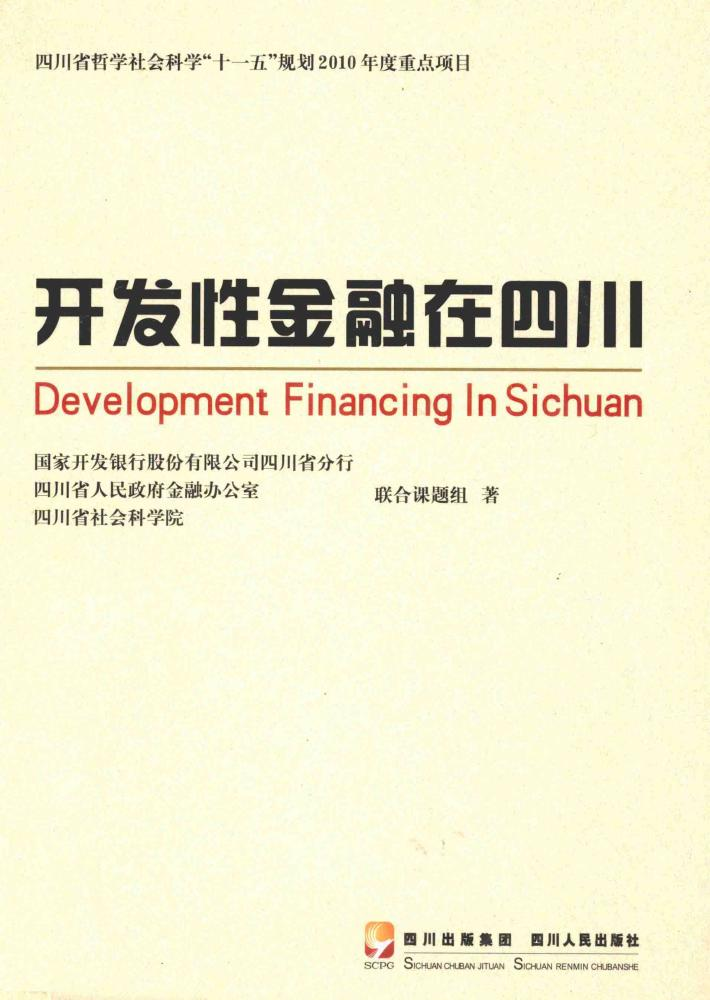 四川省哲学社会科学“十一五”规划2010年度重点项目
开发性金融在四川
Development Financing In Sichuan
国家开发银行股份有限公司四川省分行
四川省人民政府金融办公室
四川省社会科学院
联合课题组 著
四川出版集团 四川人民出版社
SCPG SICHUAN CHUBAN JITUAN SICHUAN RENMIN CHUBANSHE